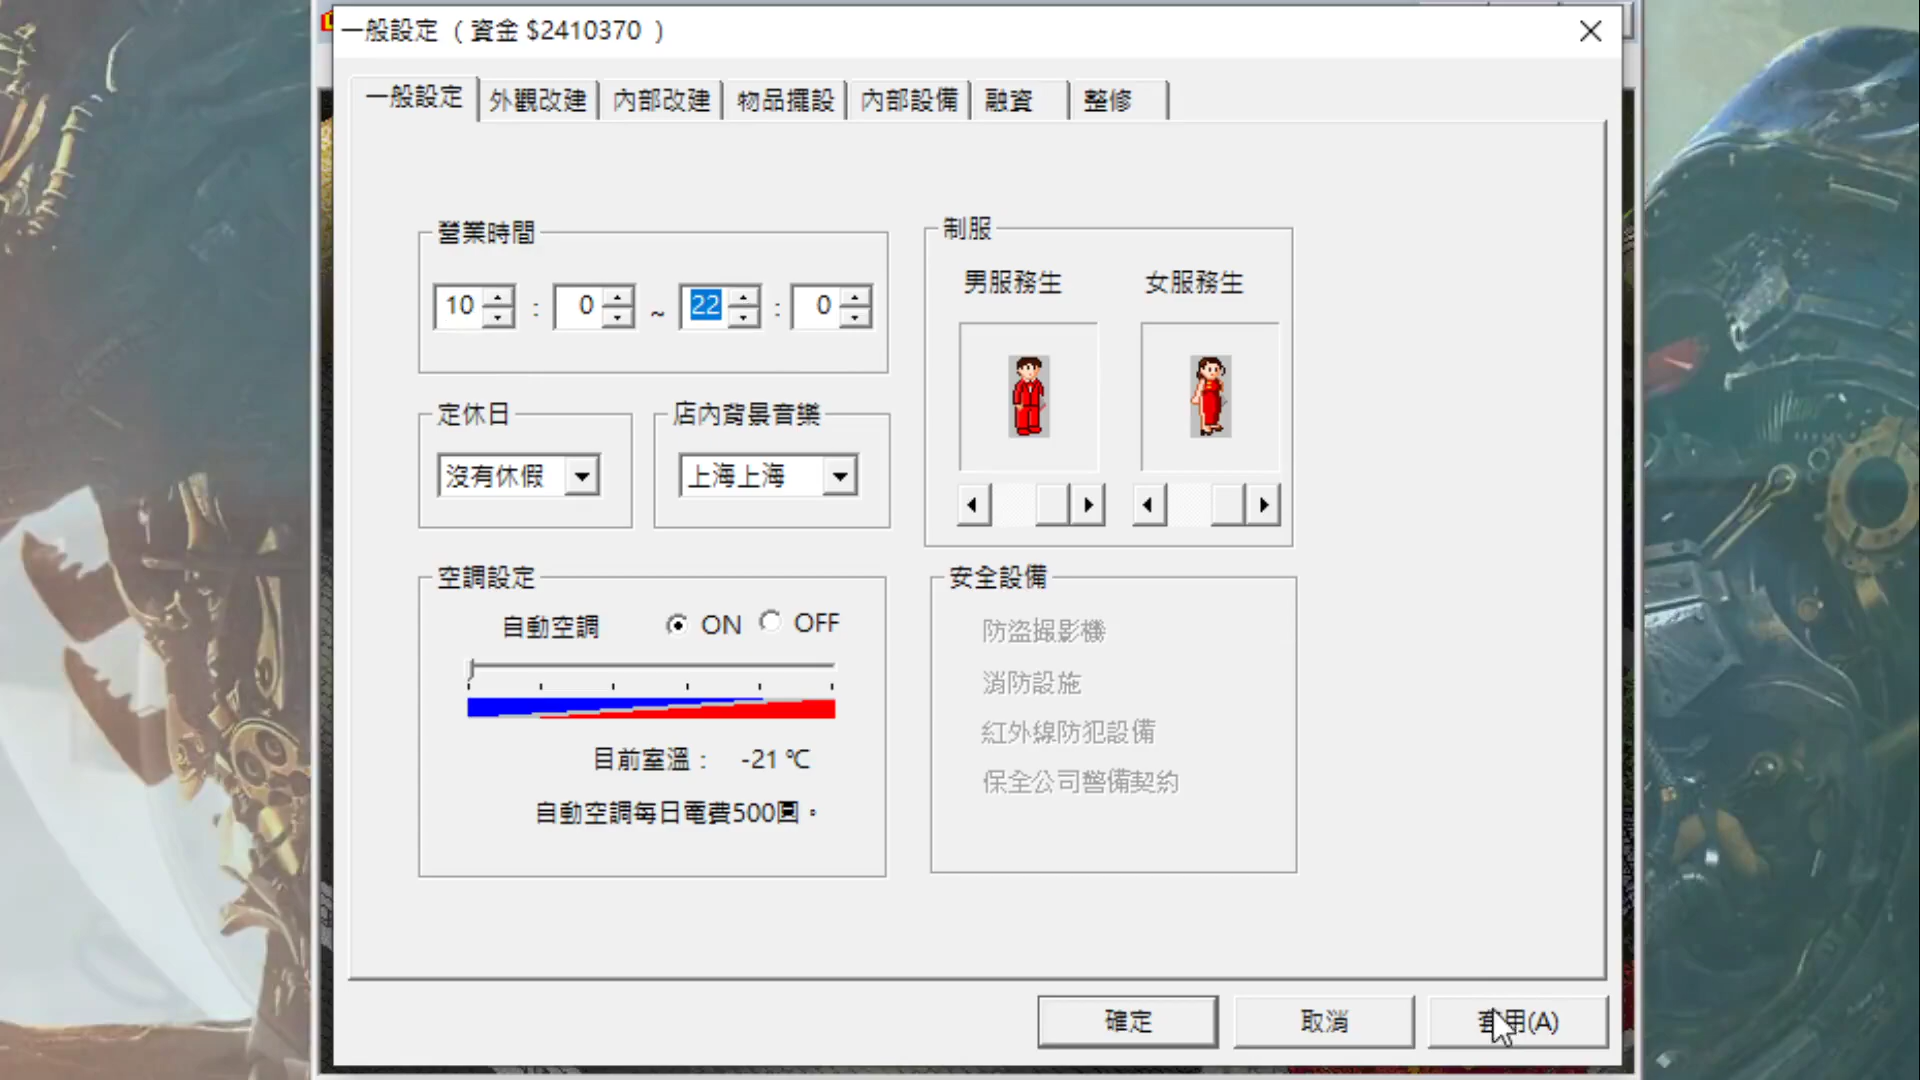 一般設定 ( 資金 $2410370 )
一般設定 外觀改建 內部改建 物品擺設 內部設備 融資 整修
營業時間
10 : 0 ~ 22 : 0
制服
男服務生 女服務生
定休日
沒有休假
店內背景音樂
上海上海
空調設定
自動空調 ON OFF
目前室溫： -21 ℃
自動空調每日電費500圓。
安全設備
防盜攝影機
消防設施
紅外線防犯設備
保全公司警備契約
確定 取消 套用(A)